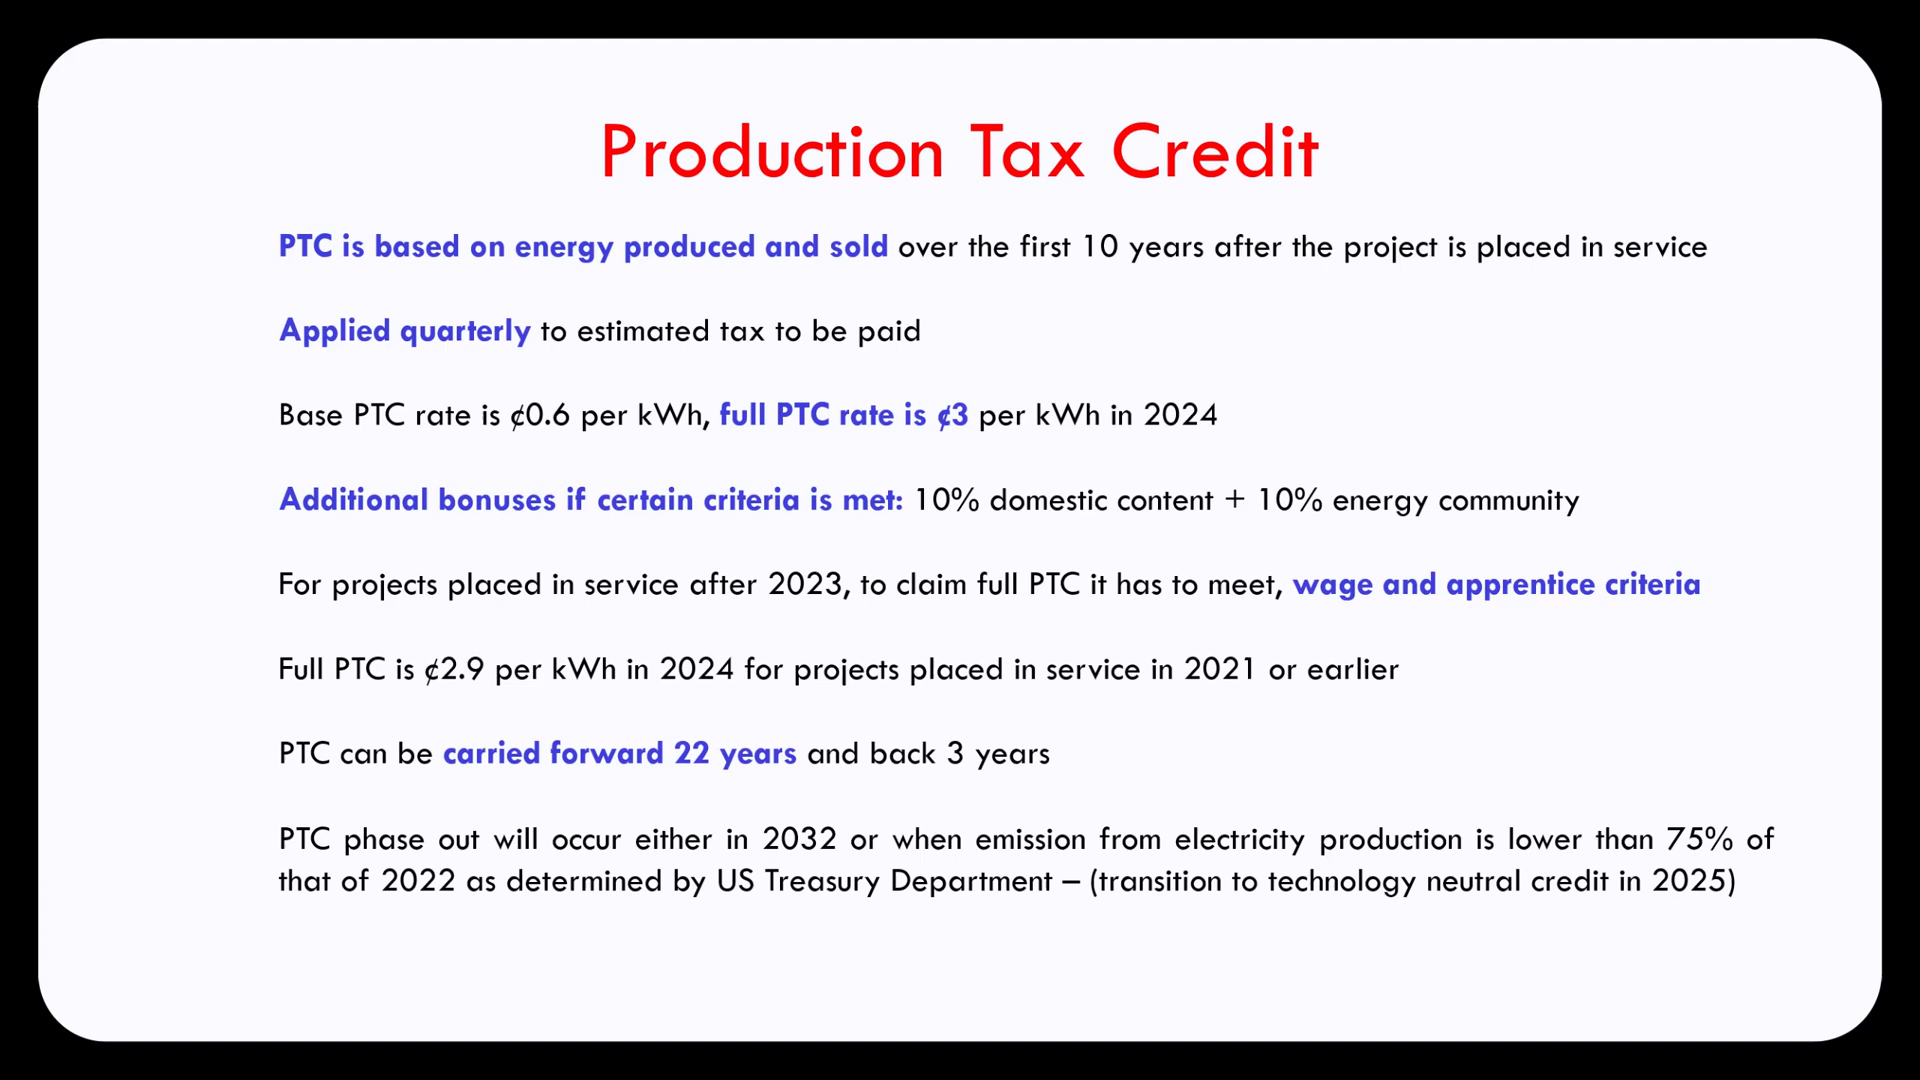 Production Tax Credit
PTC is based on energy produced and sold over the first 10 years after the project is placed in service
Applied quarterly to estimated tax to be paid
Base PTC rate is ¢0.6 per kWh, full PTC rate is ¢3 per kWh in 2024
Additional bonuses if certain criteria is met: 10% domestic content + 10% energy community
For projects placed in service after 2023, to claim full PTC it has to meet, wage and apprentice criteria
Full PTC is ¢2.9 per kWh in 2024 for projects placed in service in 2021 or earlier
PTC can be carried forward 22 years and back 3 years
PTC phase out will occur either in 2032 or when emission from electricity production is lower than 75% of
that of 2022 as determined by US Treasury Department – (transition to technology neutral credit in 2025)